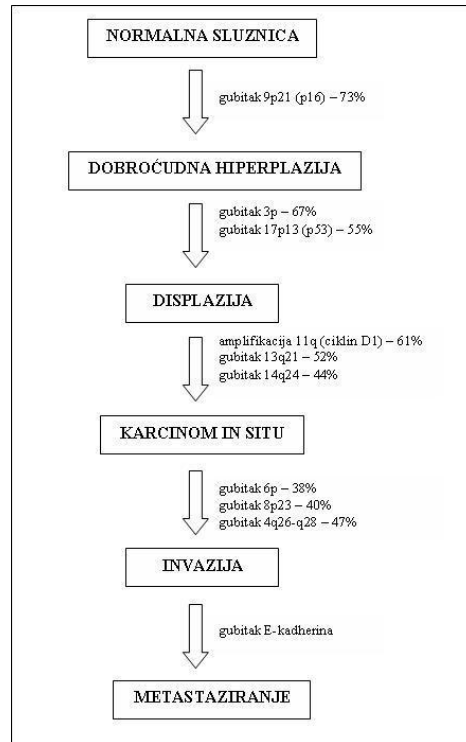 NORMALNA SLUZNICA
gubitak 9p21 (p16) – 73%
DOBROĆUDNA HIPERPLAZIJA
gubitak 3p – 67%
gubitak 17p13 (p53) – 55%
DISPLAZIJA
amplifikacija 11q (ciklin D1) – 61%
gubitak 13q21 – 52%
gubitak 14q24 – 44%
KARCINOM IN SITU
gubitak 6p – 38%
gubitak 8p23 – 40%
gubitak 4q26-q28 – 47%
INVAZIJA
gubitak E-kadherina
METASTAZIRANJE